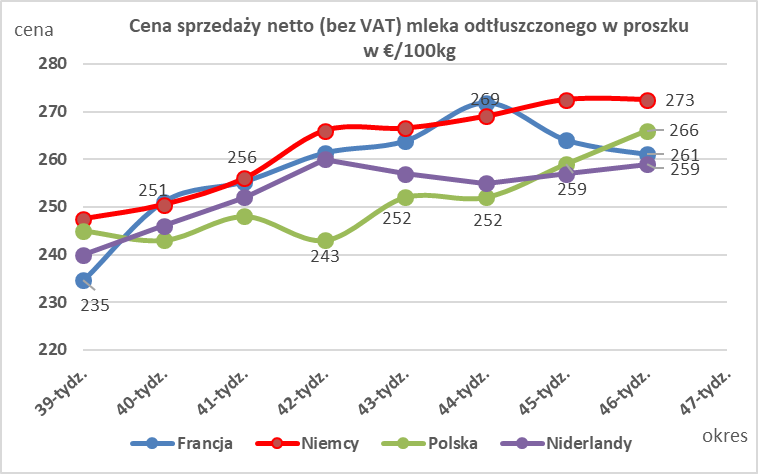 cena
Cena sprzedaży netto (bez VAT) mleka odtłuszczonego w proszku
w €/100kg
280
270
260
250
240
230
220
235
251
256
243
252
269
252
259
273
266
261
259
39-tydz.
40-tydz.
41-tydz.
42-tydz.
43-tydz.
44-tydz.
45-tydz.
46-tydz.
47-tydz.
okres
Francja Niemcy Polska Niderlandy